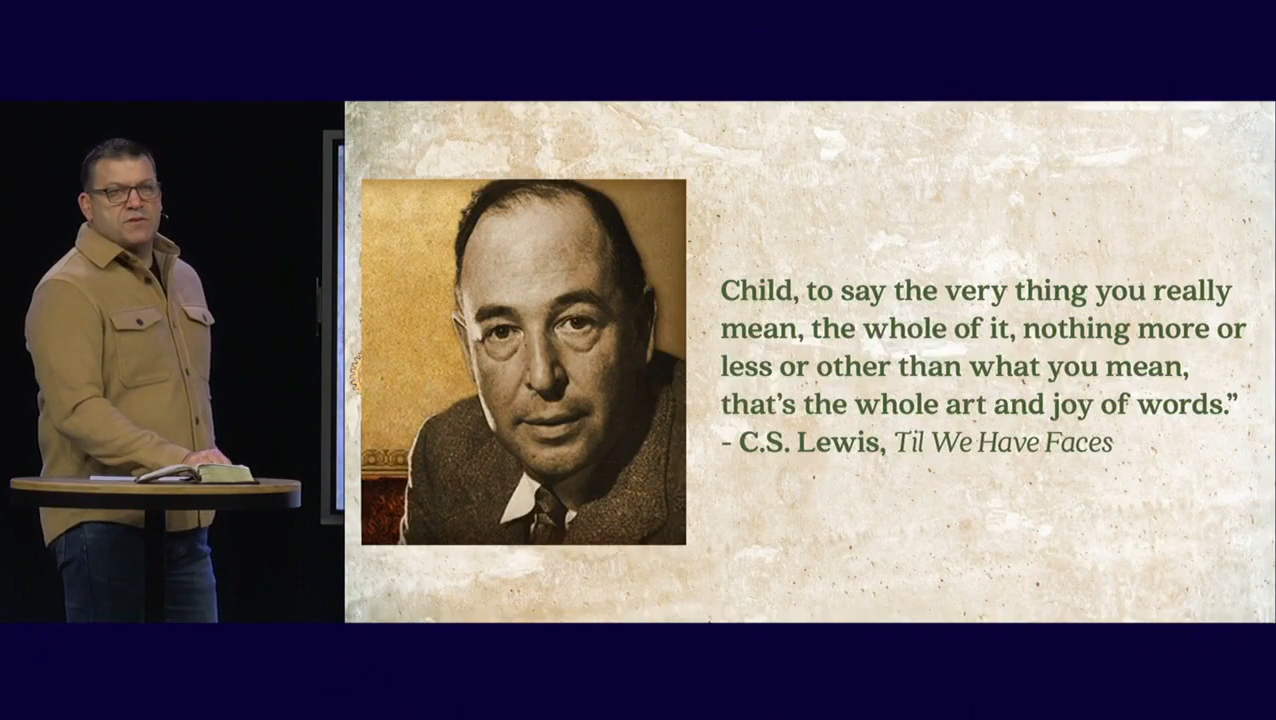 Child, to say the very thing you really
mean, the whole of it, nothing more or
less or other than what you mean,
that’s the whole art and joy of words.”
- C.S. Lewis, Til We Have Faces